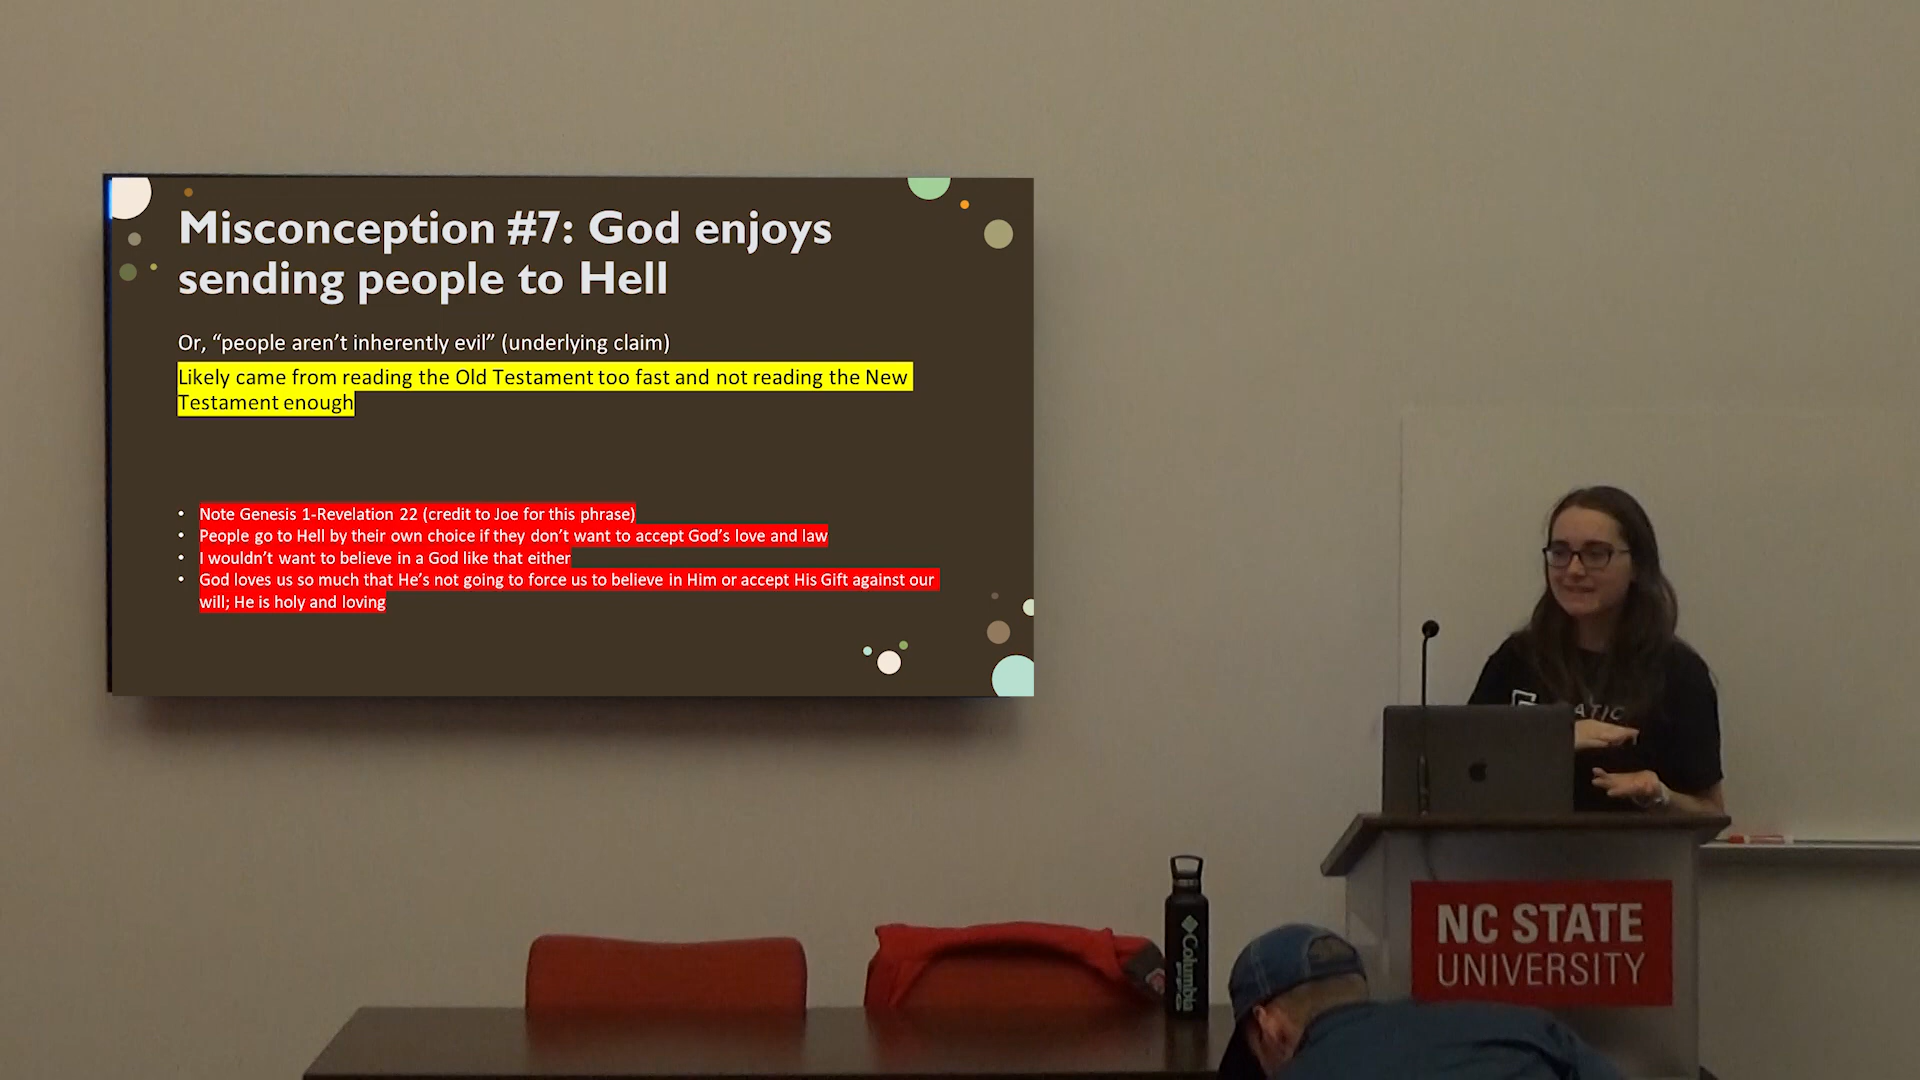 Misconception #7: God enjoys
sending people to Hell
Or, “people aren’t inherently evil” (underlying claim)
Likely came from reading the Old Testament too fast and not reading the New
Testament enough
• Note Genesis 1-Revelation 22 (credit to Joe for this phrase)
• People go to Hell by their own choice if they don’t want to accept God’s love and law
• I wouldn’t want to believe in a God like that either
• God loves us so much that He’s not going to force us to believe in Him or accept His Gift against our
will; He is holy and loving
Columbia
NC STATE
UNIVERSITY